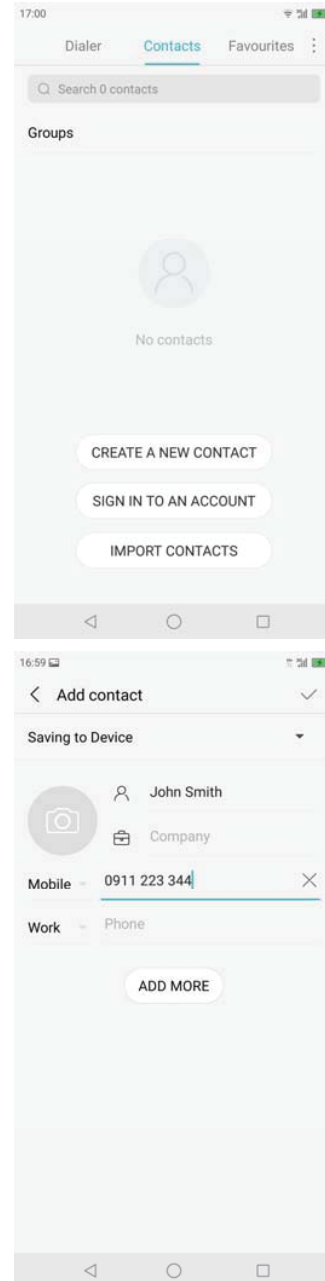 17:00
Dialer Contacts Favourites
Search 0 contacts
Groups
No contacts
CREATE A NEW CONTACT
SIGN IN TO AN ACCOUNT
IMPORT CONTACTS
16:59
Add contact
Saving to Device
John Smith
Company
Mobile 0911 223 344
Work Phone
ADD MORE